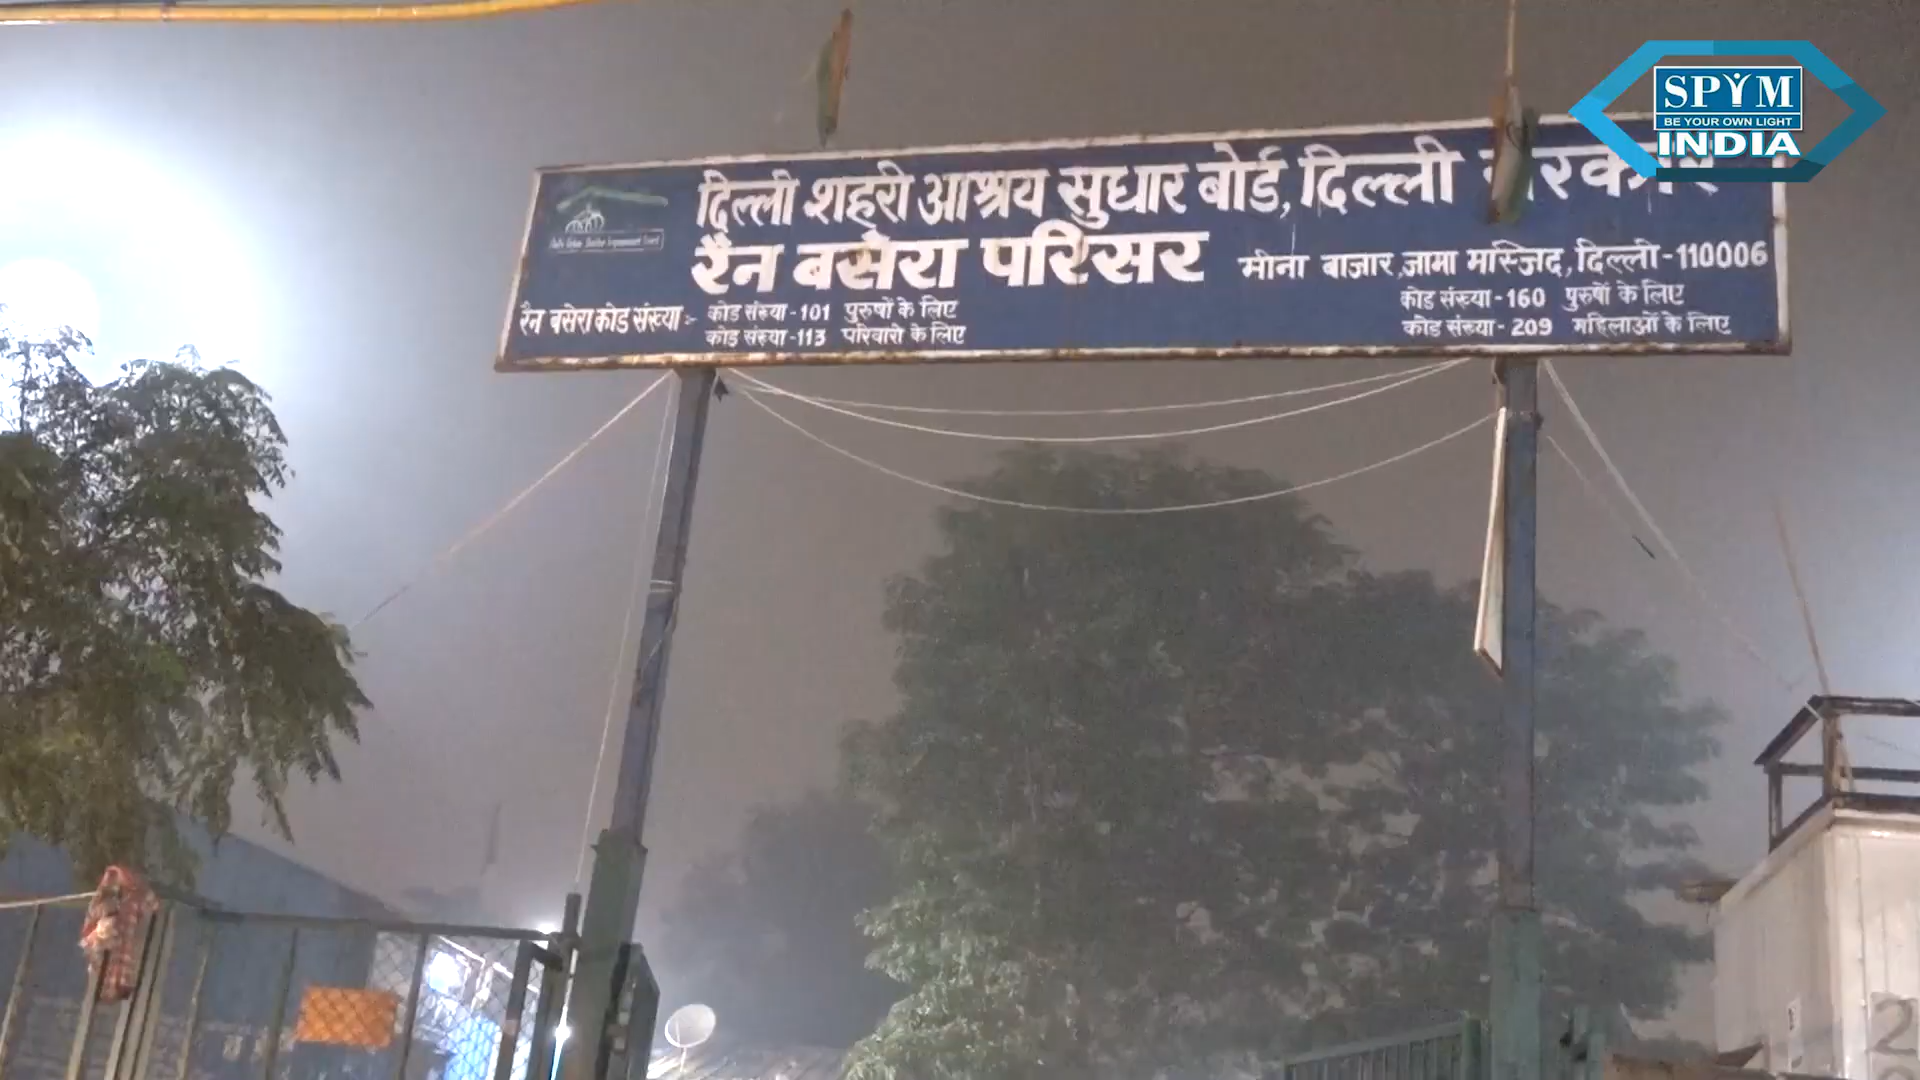 SPYM
BE YOUR OWN LIGHT
INDIA
दिल्ली शहरी आश्रय सुधार बोर्ड, दिल्ली
रैन बसेरा परिसर मीना बाजार, जामा मस्जिद, दिल्ली-110006
रैन बसेरा कोड संख्या:- कोड संख्या-101 पुरुषों के लिए
कोड संख्या-113 परिवारो के लिए
कोड संख्या-160 पुरुषों के लिए
कोड संख्या-209 महिलाओं के लिए